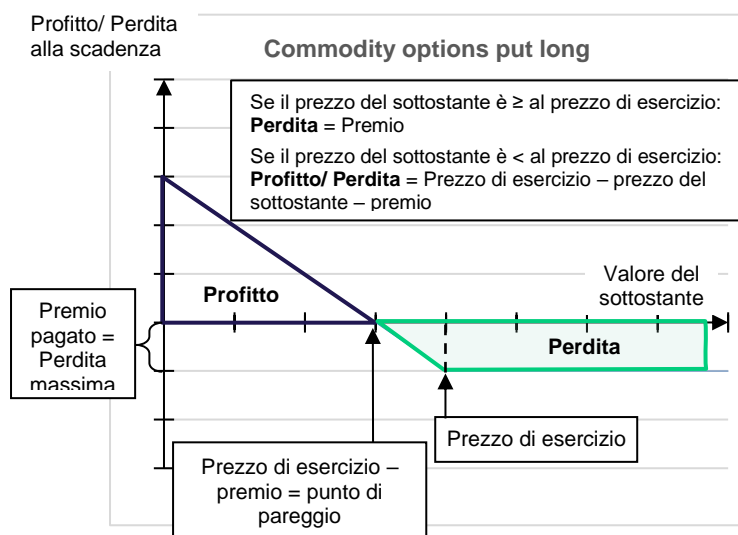 Profitto/ Perdita
alla scadenza
Commodity options put long
Se il prezzo del sottostante è ≥ al prezzo di esercizio:
Perdita = Premio
Se il prezzo del sottostante è < al prezzo di esercizio:
Profitto/ Perdita = Prezzo di esercizio – prezzo del
sottostante – premio
Profitto
Valore del
sottostante
Premio
pagato =
Perdita
massima
Perdita
Prezzo di esercizio
Prezzo di esercizio –
premio = punto di
pareggio